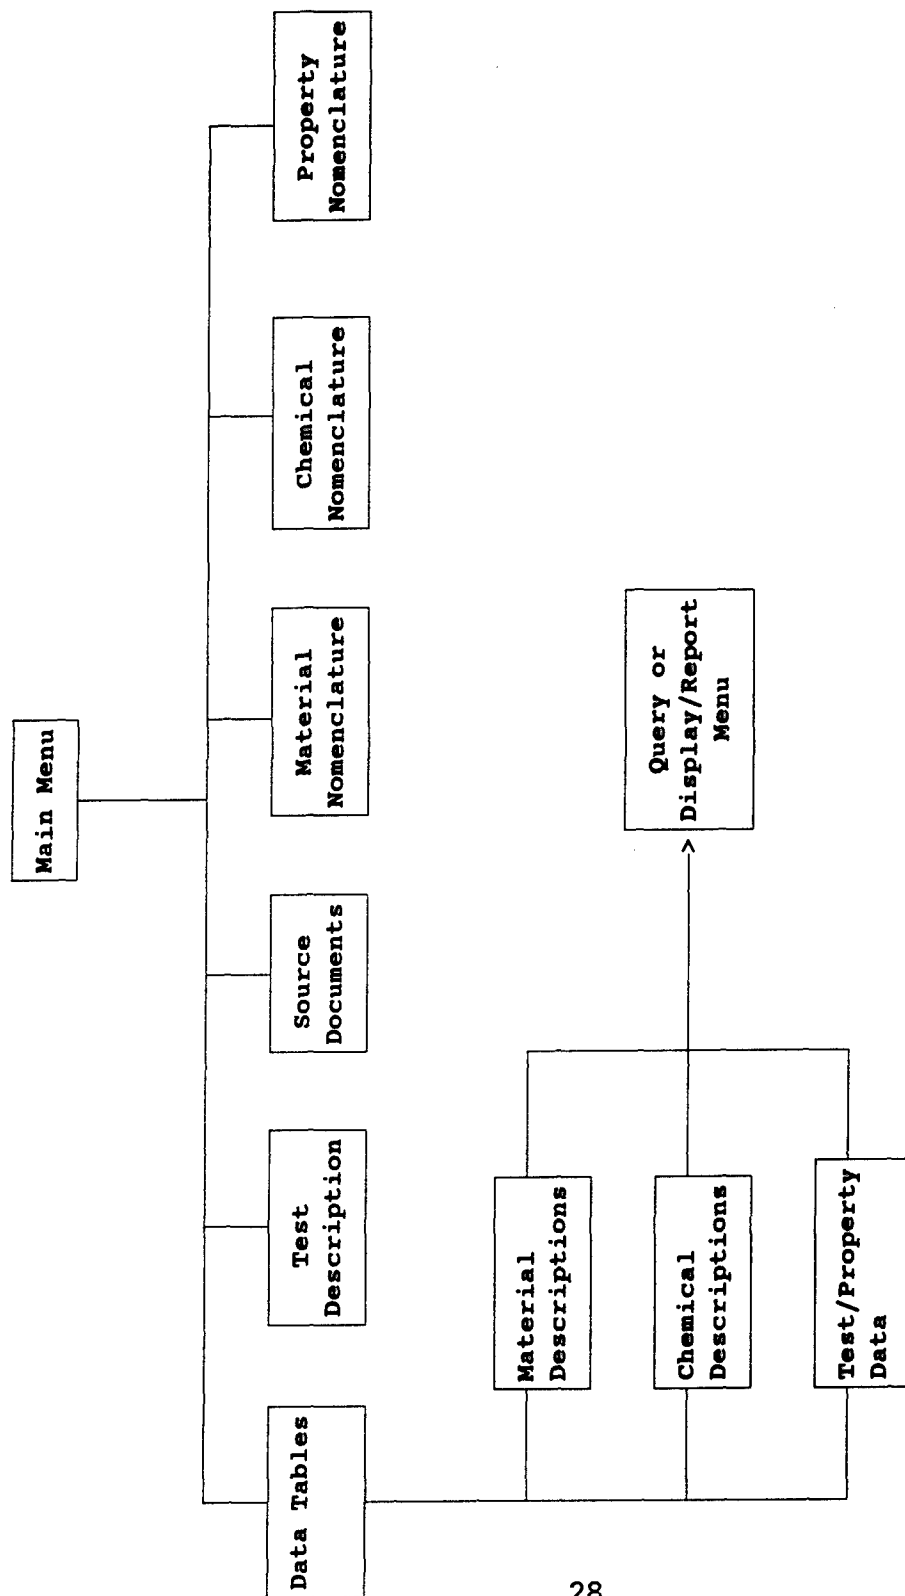 Main Menu
Data Tables
Test
Description
Source
Documents
Material
Nomenclature
Chemical
Nomenclature
Property
Nomenclature
Material
Descriptions
Chemical
Descriptions
Test/Property
Data
Query or
Display/Report
Menu
28